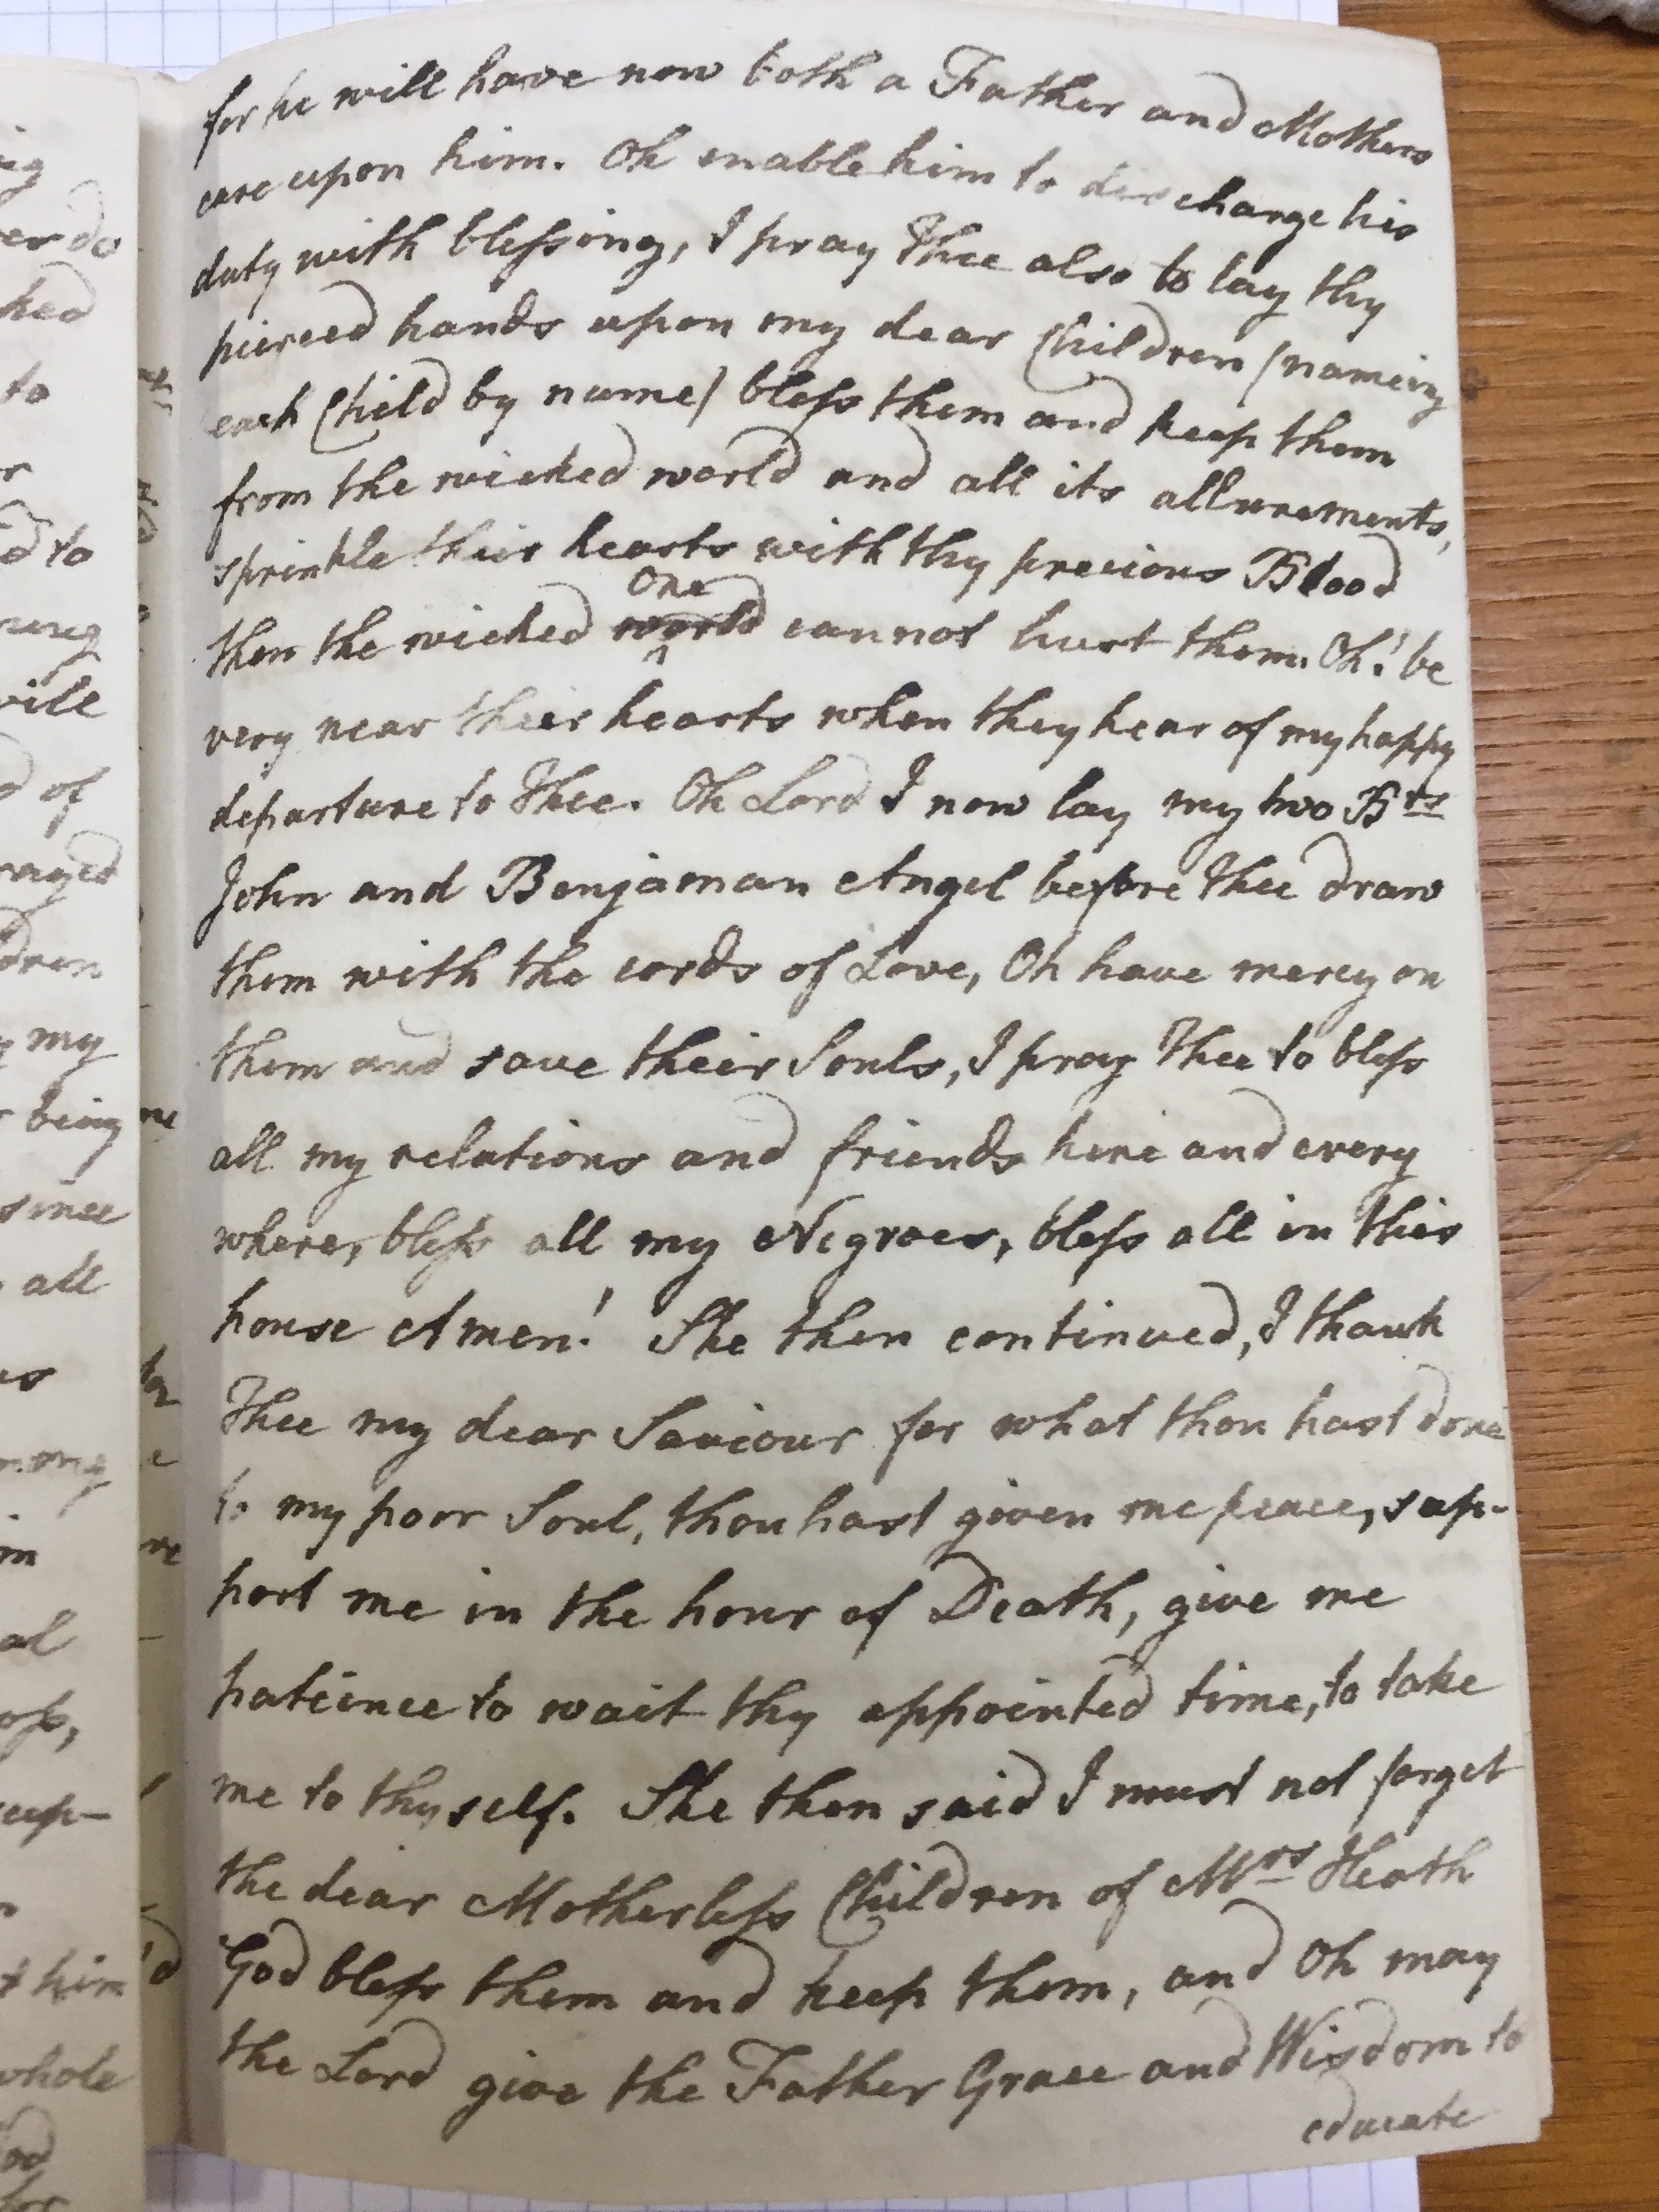 for he will have now both a Father and Mothers
care upon him. Oh enable him to discharge his
duty with blessing, I pray Thee also to lay thy
pierced hands upon my dear Children (nameing
each Child by name) bless them and keep them
from the wicked world and all its allurements,
sprinkle their hearts with thy precious Blood
One
then the wicked world cannot hurt them. Oh! be
very near their hearts when they hear of my happy
departure to Thee. Oh Lord I now lay my two Brs
John and Benjaman Angel before Thee draw
them with the cords of Love, Oh have mercy on
them and save their Souls, I pray Thee to bless
all my relations and friends here and every
where, bless all my Negroes, bless all in this
house Amen! She then continued, I thank
Thee my dear Saviour for what thou hast done
to my poor Soul, thou hast given me peace, sup-
port me in the hour of Death, give me
patience to wait thy appointed time, to take
me to thyself. She then said I must not forget
the dear Motherless Children of Mrs Heath
God bless them and keep them, and Oh may
the Lord give the Father Grace and Wisdom to
educate